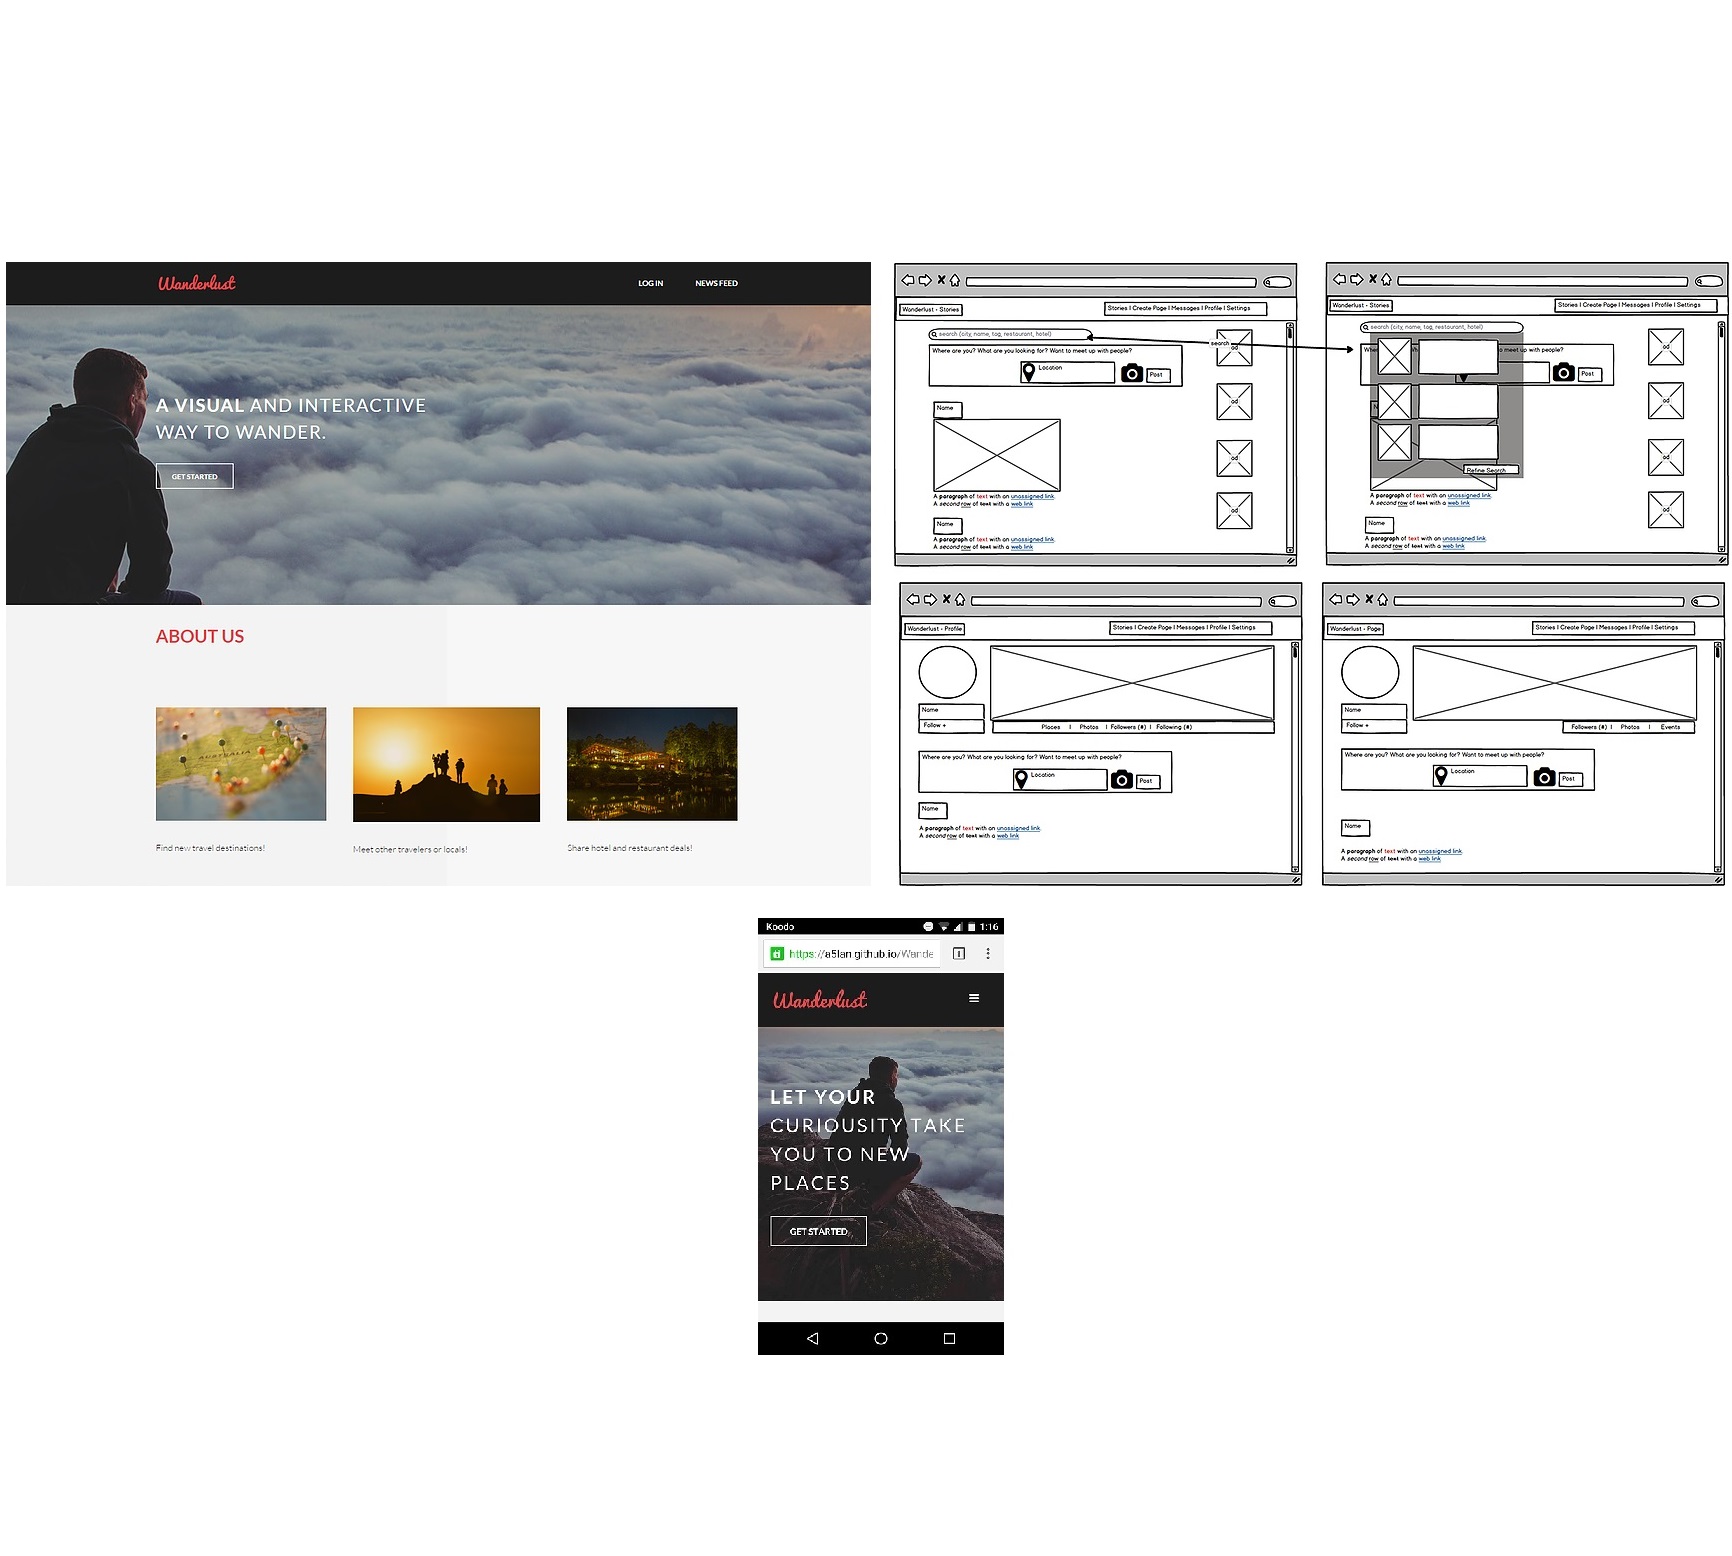 Wanderlust
LOG IN
NEWS FEED
A VISUAL AND INTERACTIVE
WAY TO WANDER.
GET STARTED
ABOUT US
Find new travel destinations!
Meet other travelers or locals!
Share hotel and restaurant deals!
Wanderlust - Stories
Stories | Create Page | Messages | Profile | Settings
search (city, name, tag, restaurant, hotel)
search
ad
Where are you? What are you looking for? Want to meet up with people?
Location
Post
Name
ad
ad
A paragraph of text with an unassigned link.
A second row of text with a web link
ad
Name
A paragraph of text with an unassigned link.
A second row of text with a web link
Wanderlust - Stories
Stories | Create Page | Messages | Profile | Settings
search (city, name, tag, restaurant, hotel)
ad
to meet up with people?
Post
ad
ad
Refine Search
A paragraph of text with an unassigned link.
A second row of text with a web link
ad
Name
A paragraph of text with an unassigned link.
A second row of text with a web link
Wanderlust - Profile
Stories | Create Page | Messages | Profile | Settings
Name
Follow +
Places | Photos | Followers (#) | Following (#)
Where are you? What are you looking for? Want to meet up with people?
Location
Post
Name
A paragraph of text with an unassigned link.
A second row of text with a web link
Wanderlust - Page
Stories | Create Page | Messages | Profile | Settings
Name
Follow +
Followers (#) | Photos | Events
Where are you? What are you looking for? Want to meet up with people?
Location
Post
Name
A paragraph of text with an unassigned link.
A second row of text with a web link
Koodo
1:16
https://a5lan.github.io/Wande
1
Wanderlust
LET YOUR
CURIOUSITY TAKE
YOU TO NEW
PLACES
GET STARTED